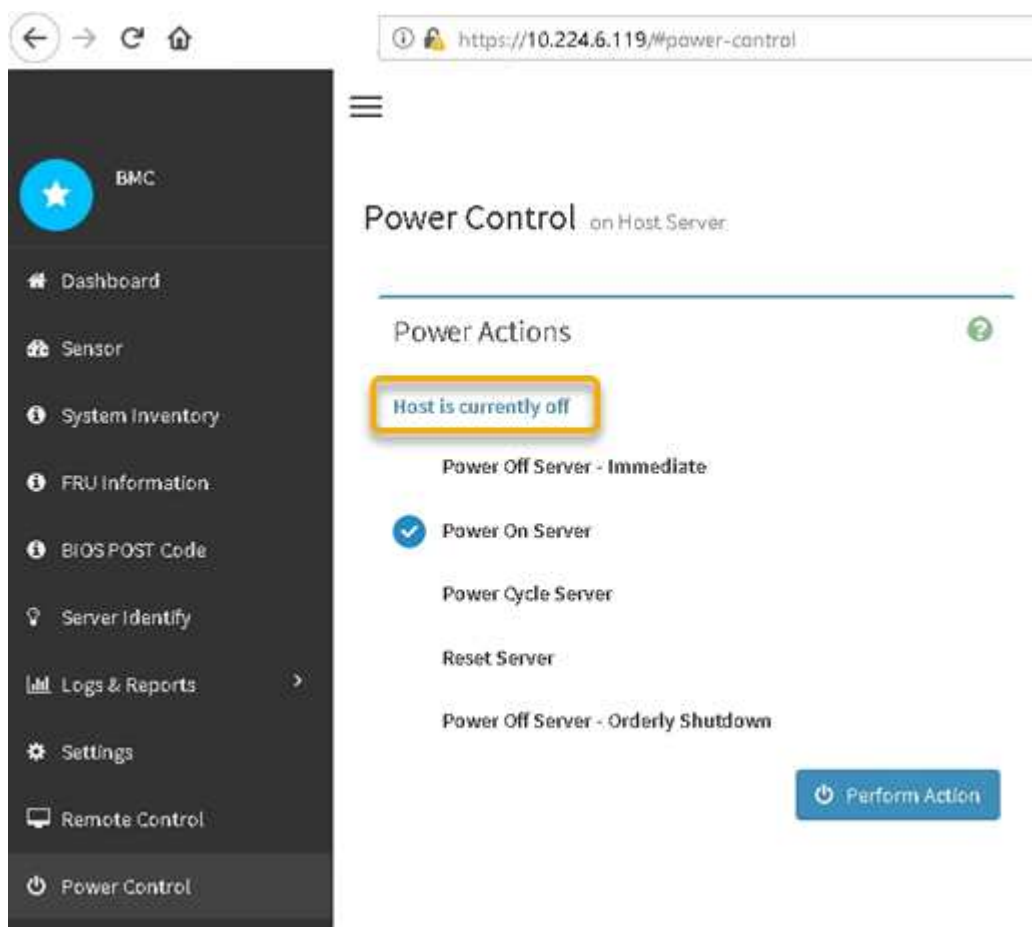 https://10.224.6.119/#power-control
BMC
Dashboard
Sensor
System Inventory
FRU Information
BIOS POST Code
Server Identify
Logs & Reports
Settings
Remote Control
Power Control
Power Control on Host Server
Power Actions
Host is currently off
Power Off Server - Immediate
Power On Server
Power Cycle Server
Reset Server
Power Off Server - Orderly Shutdown
Perform Action